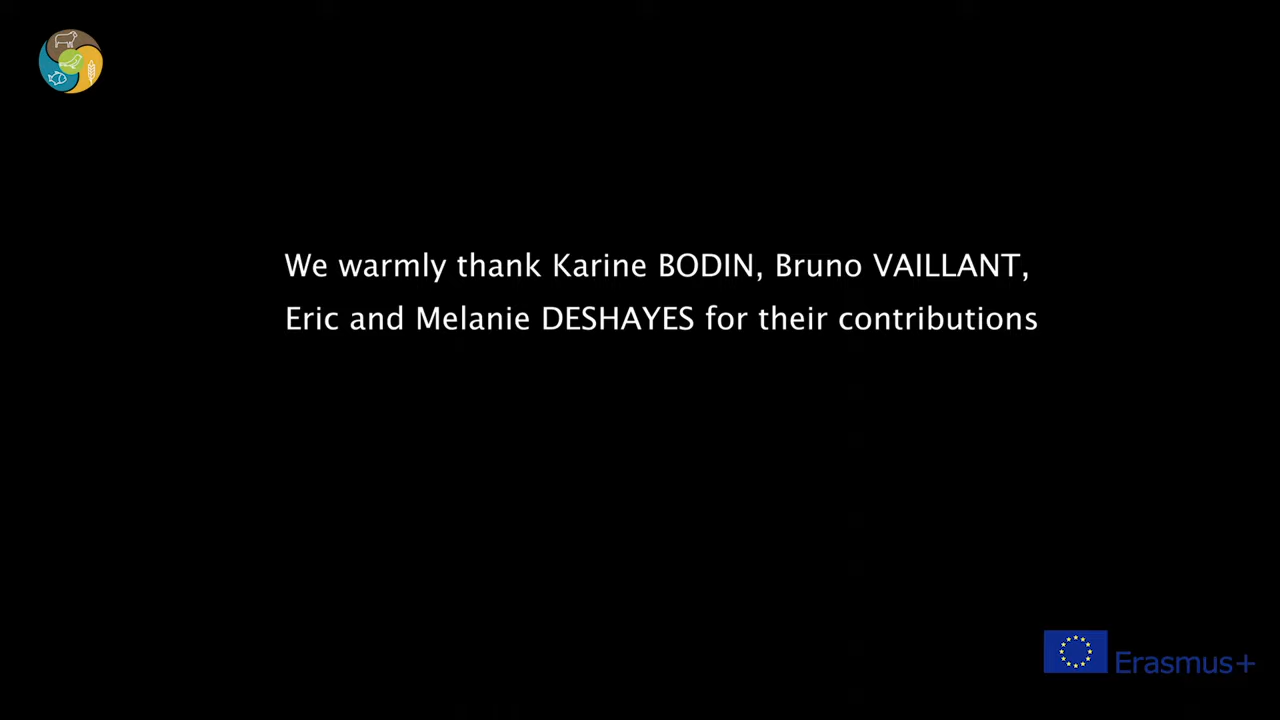 We warmly thank Karine BODIN, Bruno VAILLANT,
Eric and Melanie DESHAYES for their contributions
Erasmus+